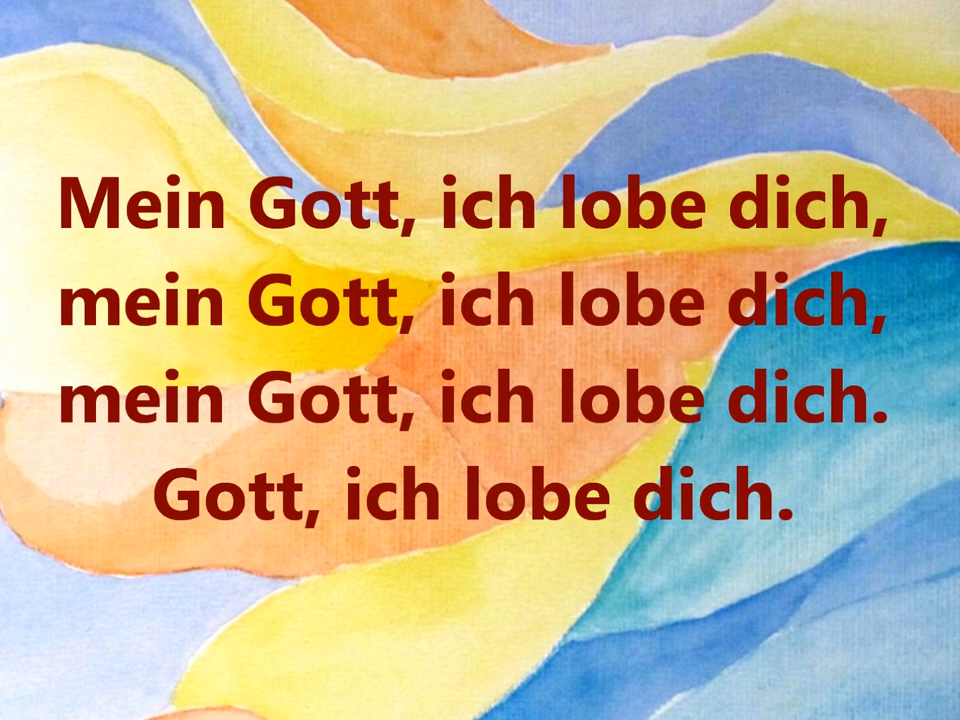 Mein Gott, ich lobe dich,
mein Gott, ich lobe dich,
mein Gott, ich lobe dich.
Gott, ich lobe dich.